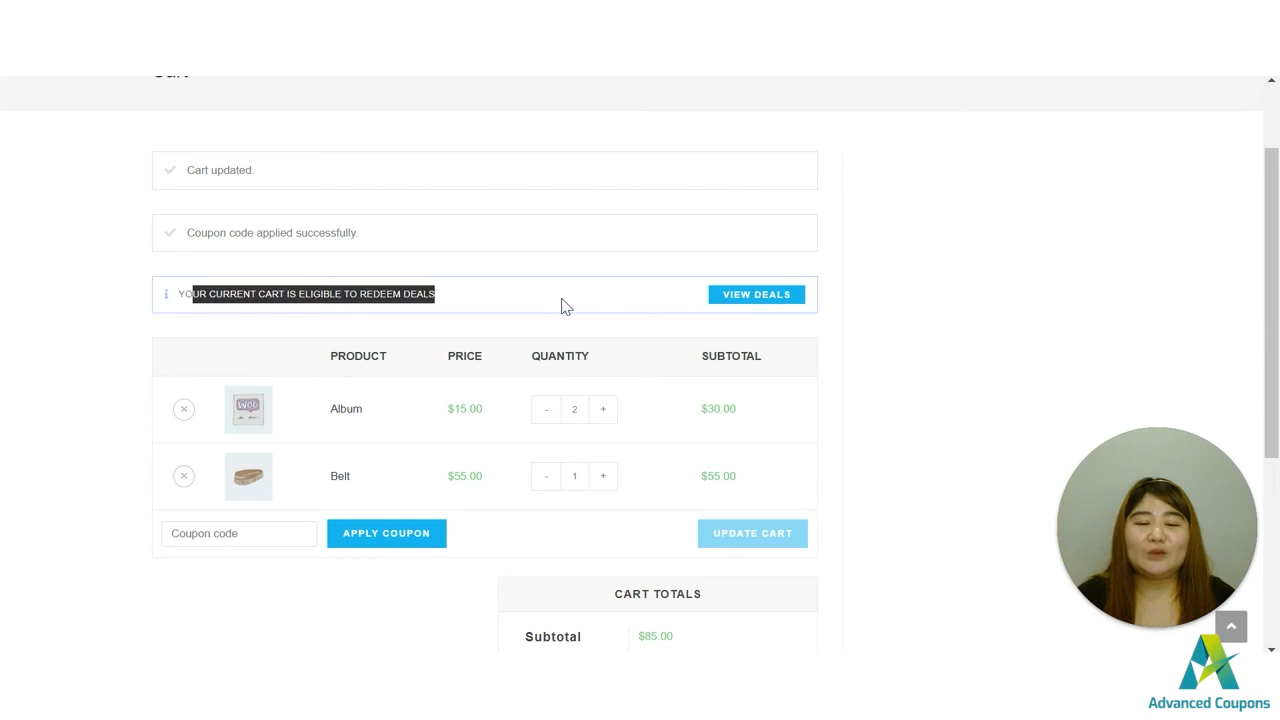 Cart updated.
Coupon code applied successfully.
YOUR CURRENT CART IS ELIGIBLE TO REDEEM DEALS VIEW DEALS
PRODUCT PRICE QUANTITY SUBTOTAL
WOO
Album $15.00 - 2 + $30.00
Belt $55.00 - 1 + $55.00
Coupon code APPLY COUPON UPDATE CART
CART TOTALS
Subtotal $85.00
Advanced Coupons